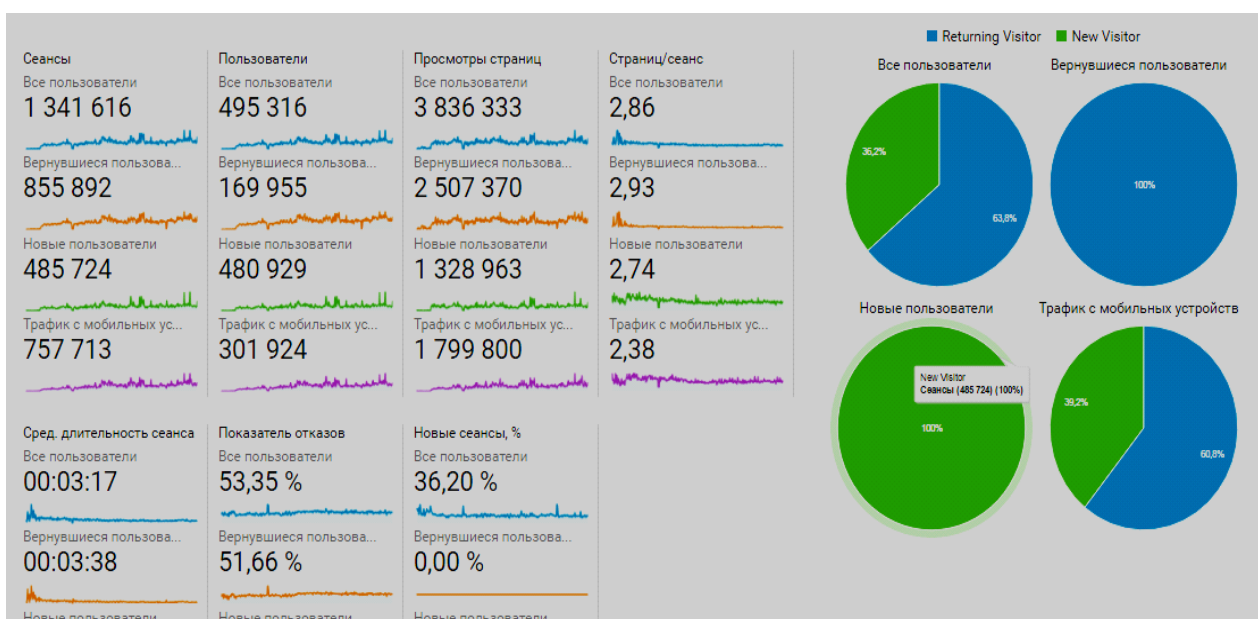 Returning Visitor New Visitor
Сеансы
Все пользователи
1 341 616
Вернувшиеся пользова...
855 892
Новые пользователи
485 724
Трафик с мобильных ус...
757 713
Пользователи
Все пользователи
495 316
Вернувшиеся пользова...
169 955
Новые пользователи
480 929
Трафик с мобильных ус...
301 924
Просмотры страниц
Все пользователи
3 836 333
Вернувшиеся пользова...
2 507 370
Новые пользователи
1 328 963
Трафик с мобильных ус...
1 799 800
Страниц/сеанс
Все пользователи
2,86
Вернувшиеся пользова...
2,93
Новые пользователи
2,74
Трафик с мобильных ус...
2,38
Сред. длительность сеанса
Все пользователи
00:03:17
Вернувшиеся пользова...
00:03:38
Новые пользователи
Показатель отказов
Все пользователи
53,35 %
Вернувшиеся пользова...
51,66 %
Новые пользователи
Новые сеансы, %
Все пользователи
36,20 %
Вернувшиеся пользова...
0,00 %
Новые пользователи
Все пользователи
36,2%
63,8%
Вернувшиеся пользователи
100%
Новые пользователи
New Visitor
Сеансы (485 724) (100%)
100%
Трафик с мобильных устройств
39,2%
60,8%